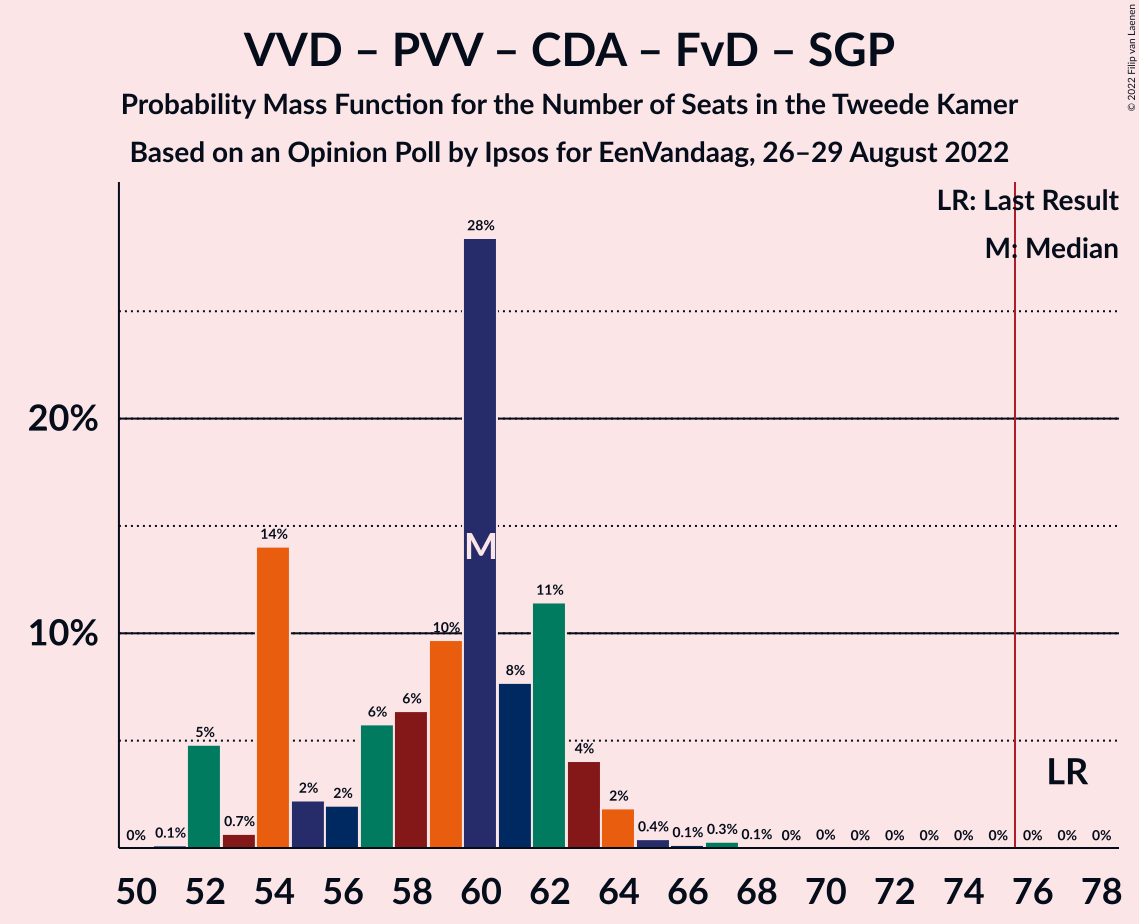 VVD – PVV – CDA – FvD – SGP
Probability Mass Function for the Number of Seats in the Tweede Kamer
Based on an Opinion Poll by Ipsos for EenVandaag, 26–29 August 2022
© 2022 Filip van Laenen
LR: Last Result
M: Median
20%
10%
0% 0.1% 5% 0.7% 14% 2% 2% 6% 6% 10% 28% 8% 11% 4% 2% 0.4% 0.1% 0.3% 0.1% 0% 0% 0% 0% 0% 0% 0% 0% 0% 0%
M
LR
50 52 54 56 58 60 62 64 66 68 70 72 74 76 78